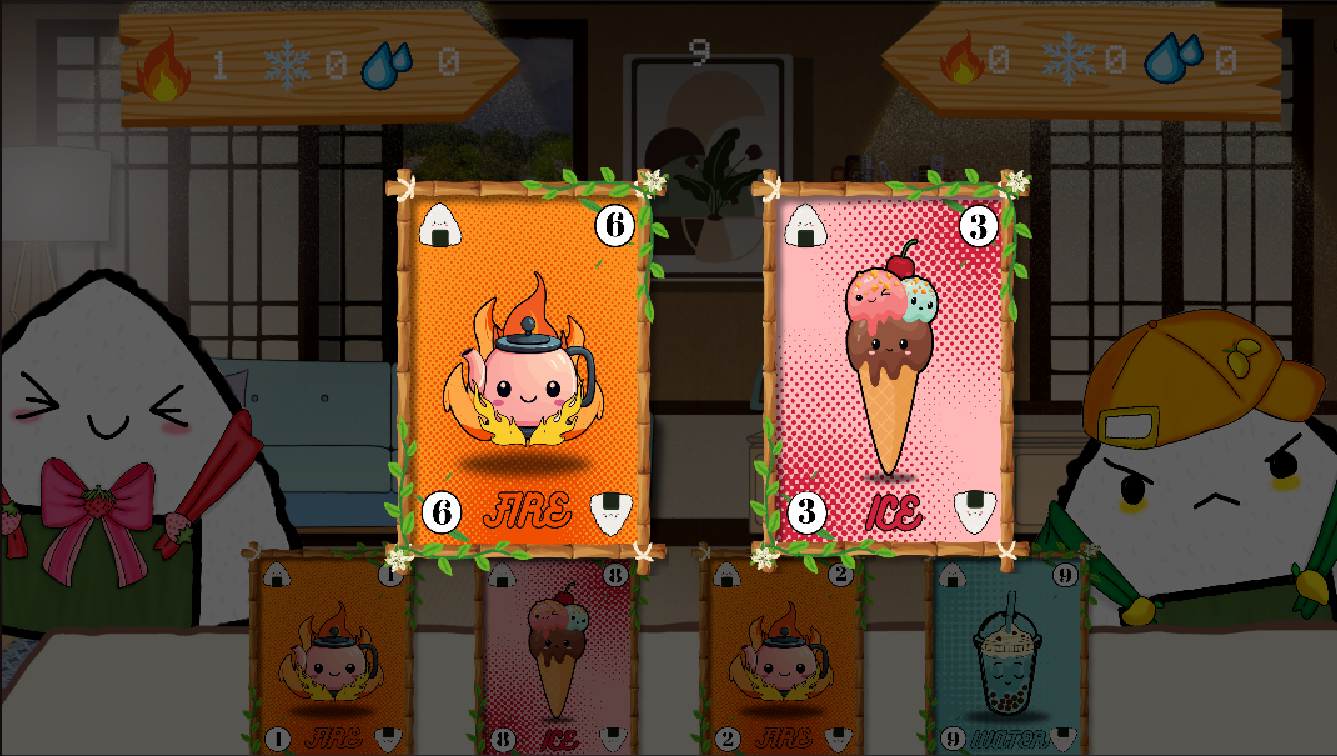 1 0 0
9
0 0 0
6
6 FIRE
3
3 ICE
1
1 FIRE
8
8 ICE
2
2 FIRE
9
9 WATER